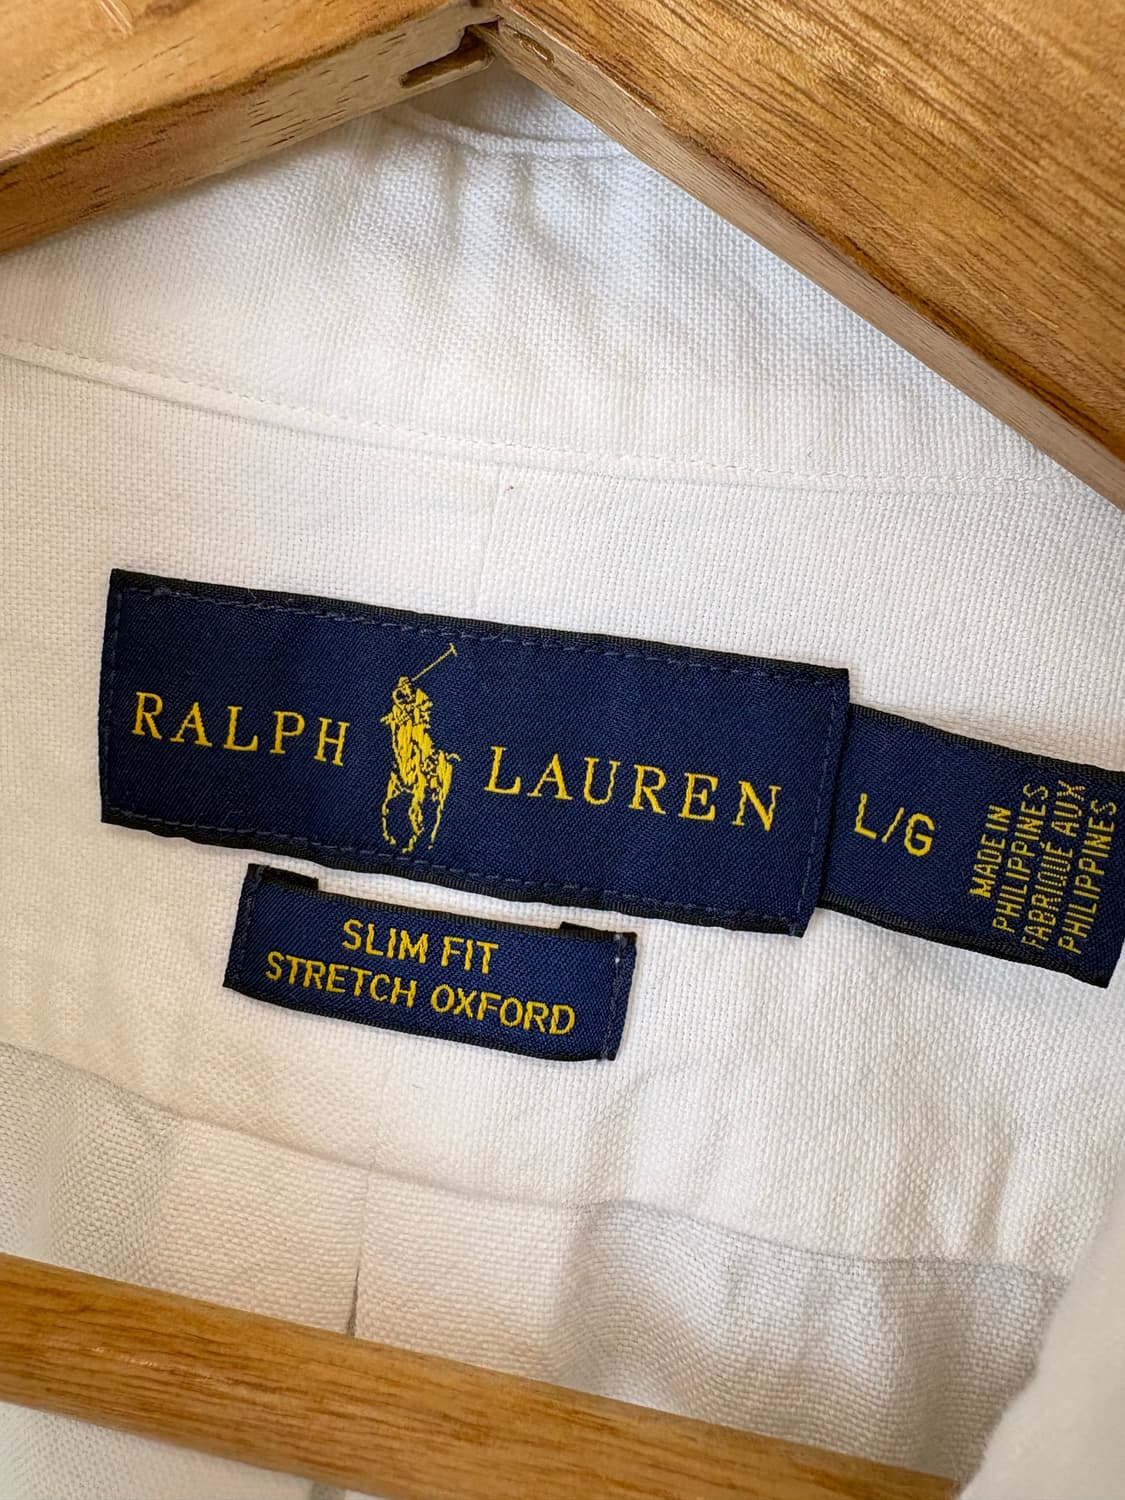 RALPH LAUREN
L/G
MADE IN
PHILIPPINES
FABRIQUÉ AUX
PHILIPPINES
SLIM FIT
STRETCH OXFORD